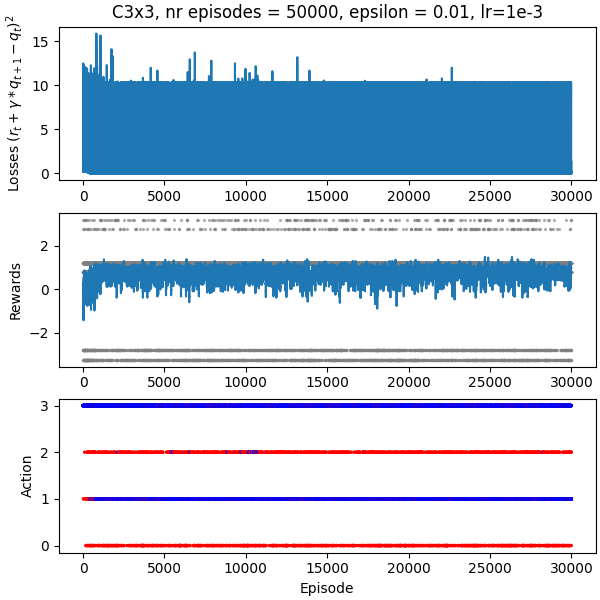 C3x3, nr episodes = 50000, epsilon = 0.01, lr=1e-3
Losses $(r_t + \gamma * q_{t+1} - q_t)^2$
15
10
5
0
0 5000 10000 15000 20000 25000 30000
Rewards
2
0
−2
0 5000 10000 15000 20000 25000 30000
Action
3
2
1
0
0 5000 10000 15000 20000 25000 30000
Episode